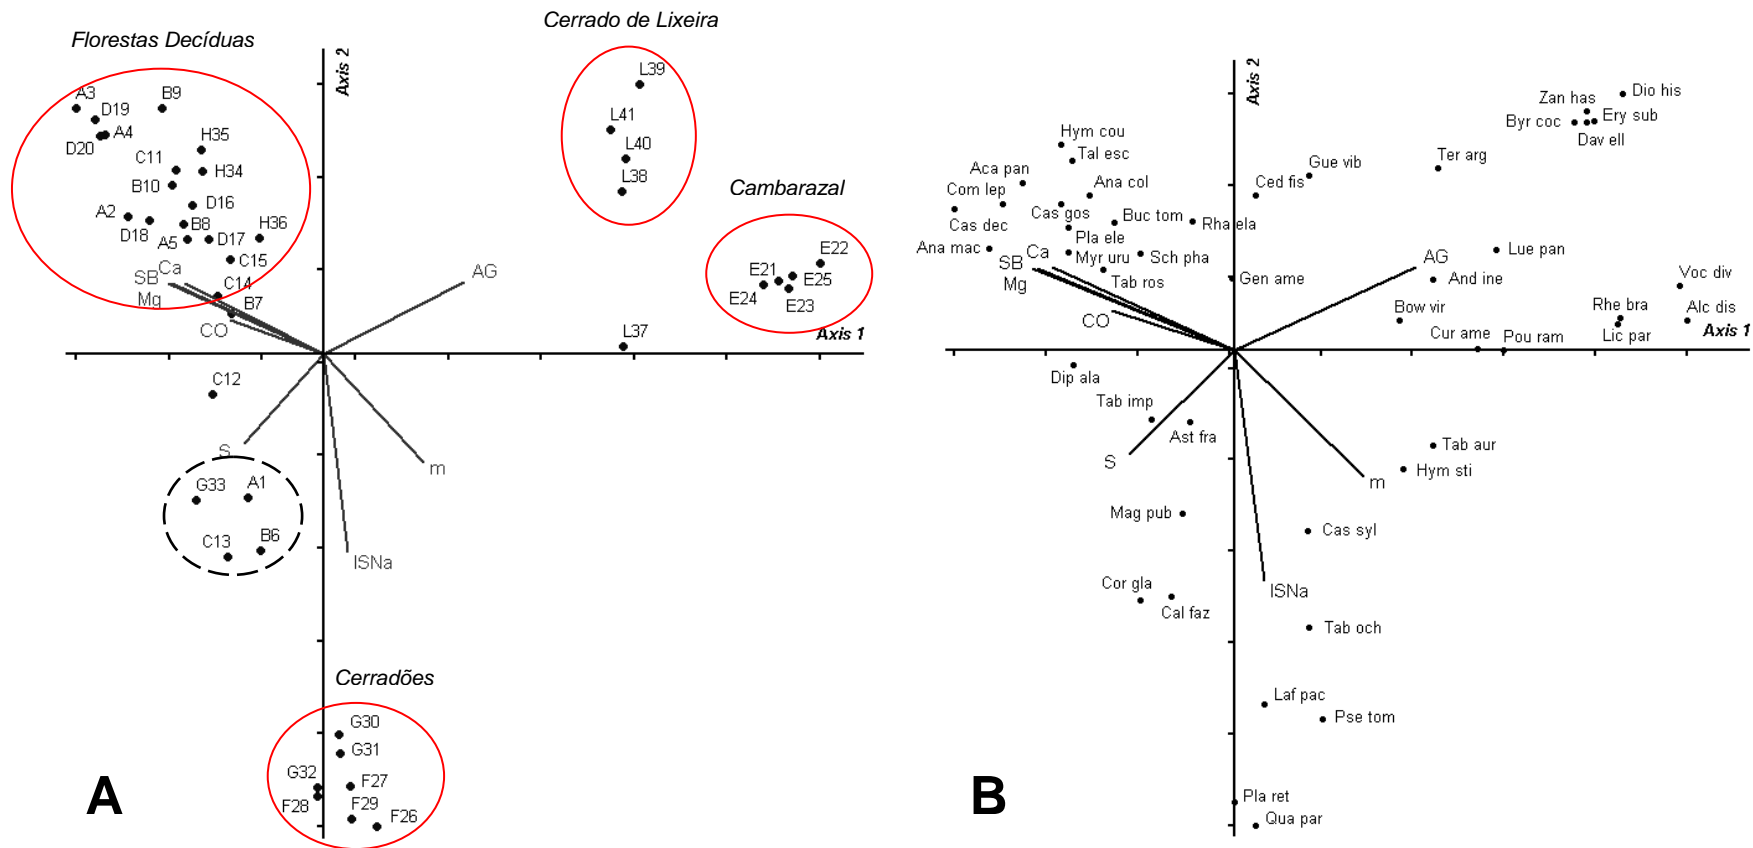 Florestas Decíduas
Cerrado de Lixeira
Cambarazal
Cerradões
Axis 2
Axis 1
A3
D19
A4
D20
B9
H35
C11
H34
B10
D16
A2
D18
B8
A5
D17
H36
C15
C14
B7
Ca
SB
Mg
CO
AG
L39
L41
L40
L38
E22
E21
E25
E24
E23
L37
C12
S
m
ISNa
G33
A1
C13
B6
G30
G31
G32
F27
F28
F29
F26
A
Axis 2
Axis 1
Dio his
Zan has
Ery sub
Byr coc
Dav ell
Hym cou
Tal esc
Gue vib
Ter arg
Aca pan
Ana col
Ced fis
Com lep
Cas gos
Buc tom
Rha ela
Cas dec
Pla ele
Ana mac
Myr uru
Sch pha
Tab ros
Gen ame
Ca
SB
Mg
CO
AG
Lue pan
And ine
Voc div
Bow vir
Rhe bra
Alc dis
Lic par
Cur ame
Pou ram
Dip ala
Tab imp
Ast fra
S
m
Tab aur
Hym sti
Mag pub
Cas syl
ISNa
Cor gla
Cal faz
Tab och
Laf pac
Pse tom
Pla ret
Qua par
B